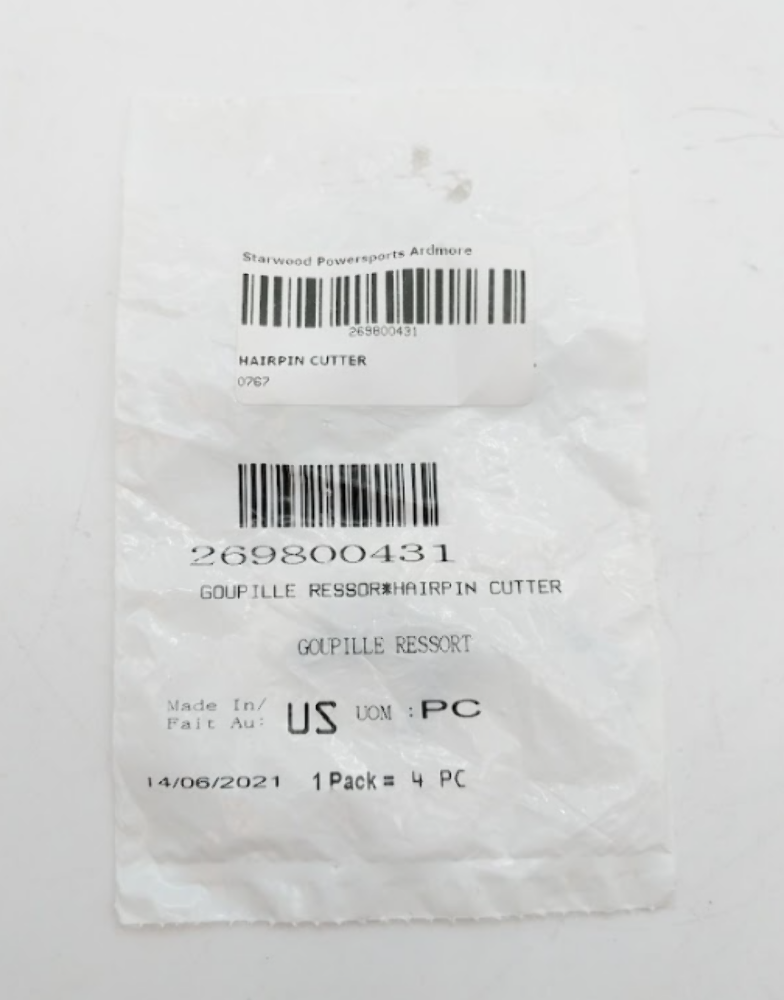 Starwood Powersports Ardmore
269800431
HAIRPIN CUTTER
0767
269800431
GOUPILLE RESSOR*HAIRPIN CUTTER
GOUPILLE RESSORT
Made In/
Fait Au: US UOM : PC
14/06/2021 1 Pack = 4 PC